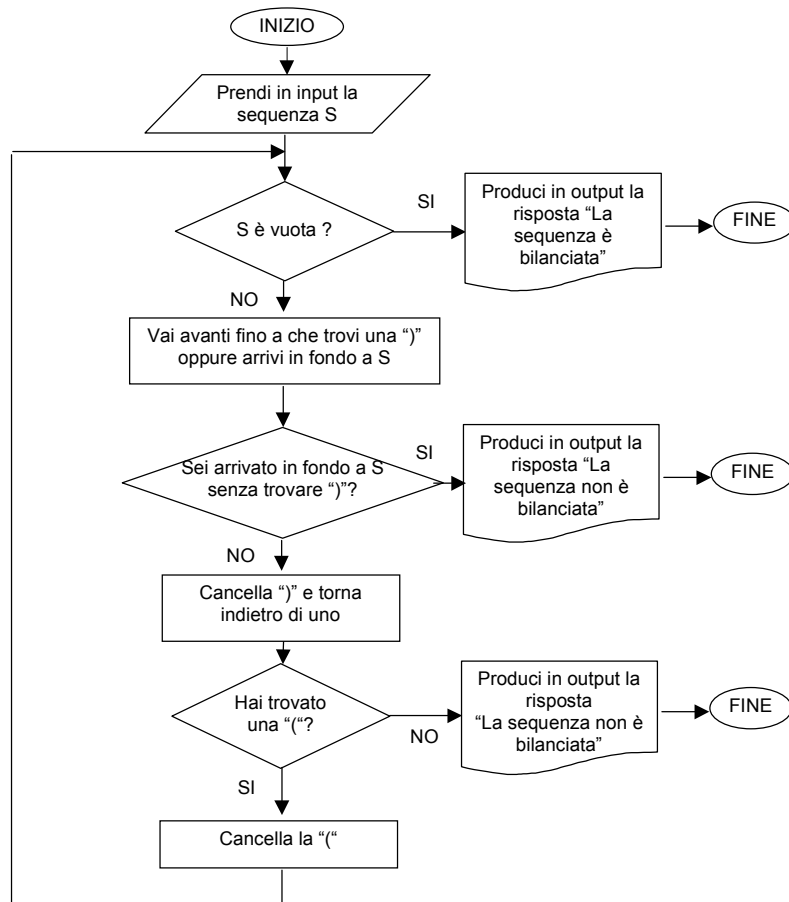 INIZIO
Prendi in input la
sequenza S
S è vuota ?
SI
Produci in output la
risposta “La
sequenza è
bilanciata”
FINE
NO
Vai avanti fino a che trovi una “)”
oppure arrivi in fondo a S
Sei arrivato in fondo a S
senza trovare “)”?
SI
Produci in output la
risposta “La
sequenza non è
bilanciata”
FINE
NO
Cancella “)” e torna
indietro di uno
Hai trovato
una “(“?
NO
Produci in output la
risposta
“La sequenza non è
bilanciata”
FINE
SI
Cancella la “(“